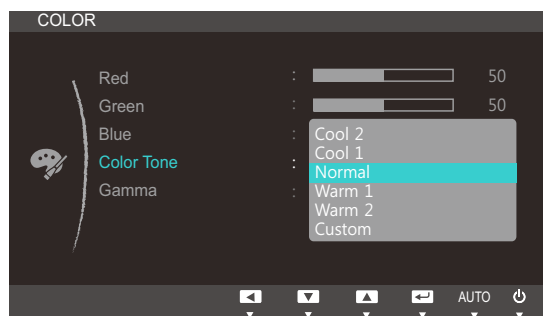 COLOR
Red : 50
Green : 50
Blue :
Color Tone :
Gamma :
Cool 2
Cool 1
Normal
Warm 1
Warm 2
Custom
AUTO